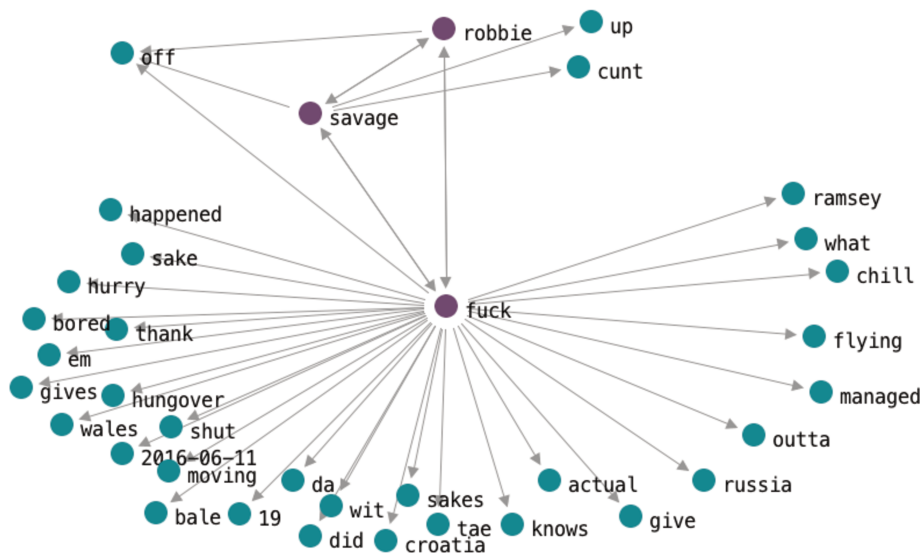 robbie
up
off
cunt
savage
ramsey
happened
what
sake
chill
hurry
fuck
bored
thank
flying
em
gives
hungover
managed
wales
shut
outta
2016-06-11
moving
da
sakes
actual
russia
bale
19
wit
tae
knows
give
did
croatia